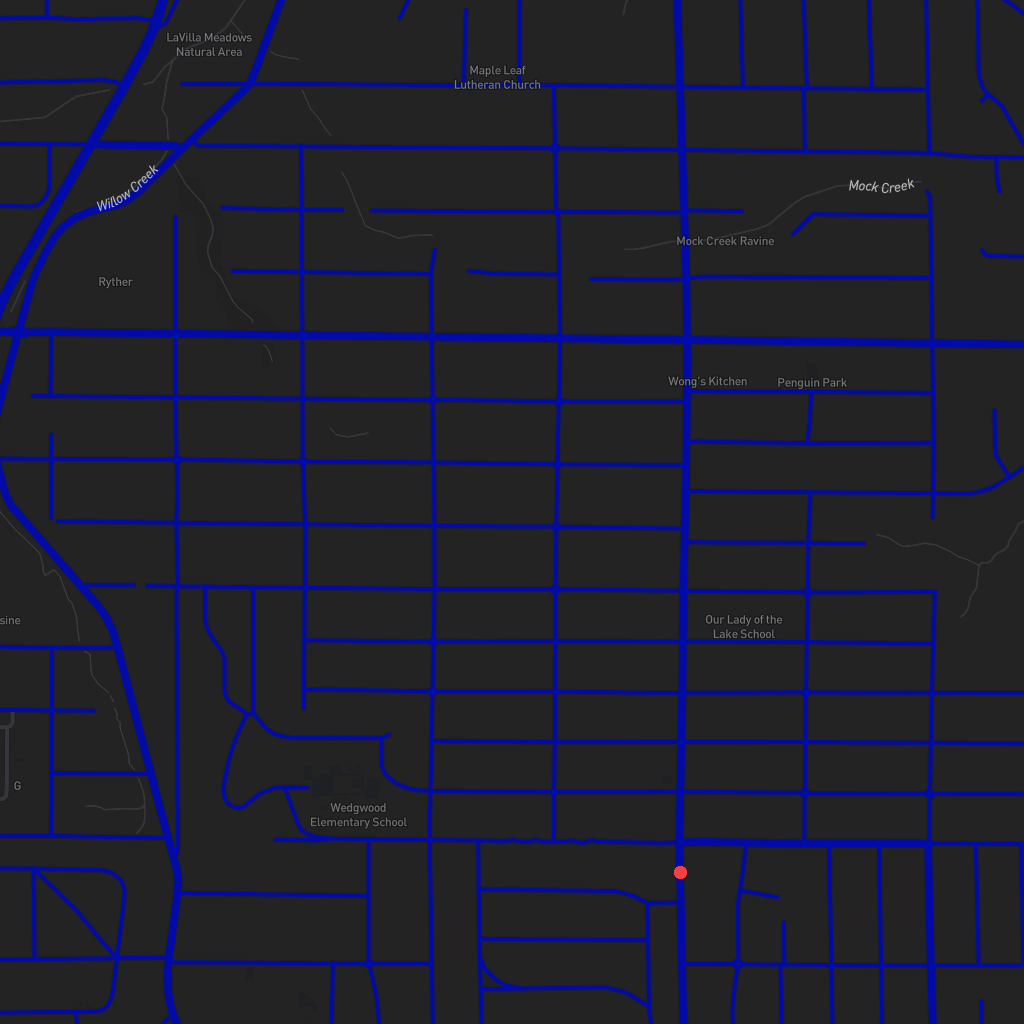 LaVilla Meadows
Natural Area
Maple Leaf
Lutheran Church
Willow Creek
Mock Creek
Mock Creek Ravine
Ryther
Wong's Kitchen
Penguin Park
sine
Our Lady of the
Lake School
G
Wedgwood
Elementary School